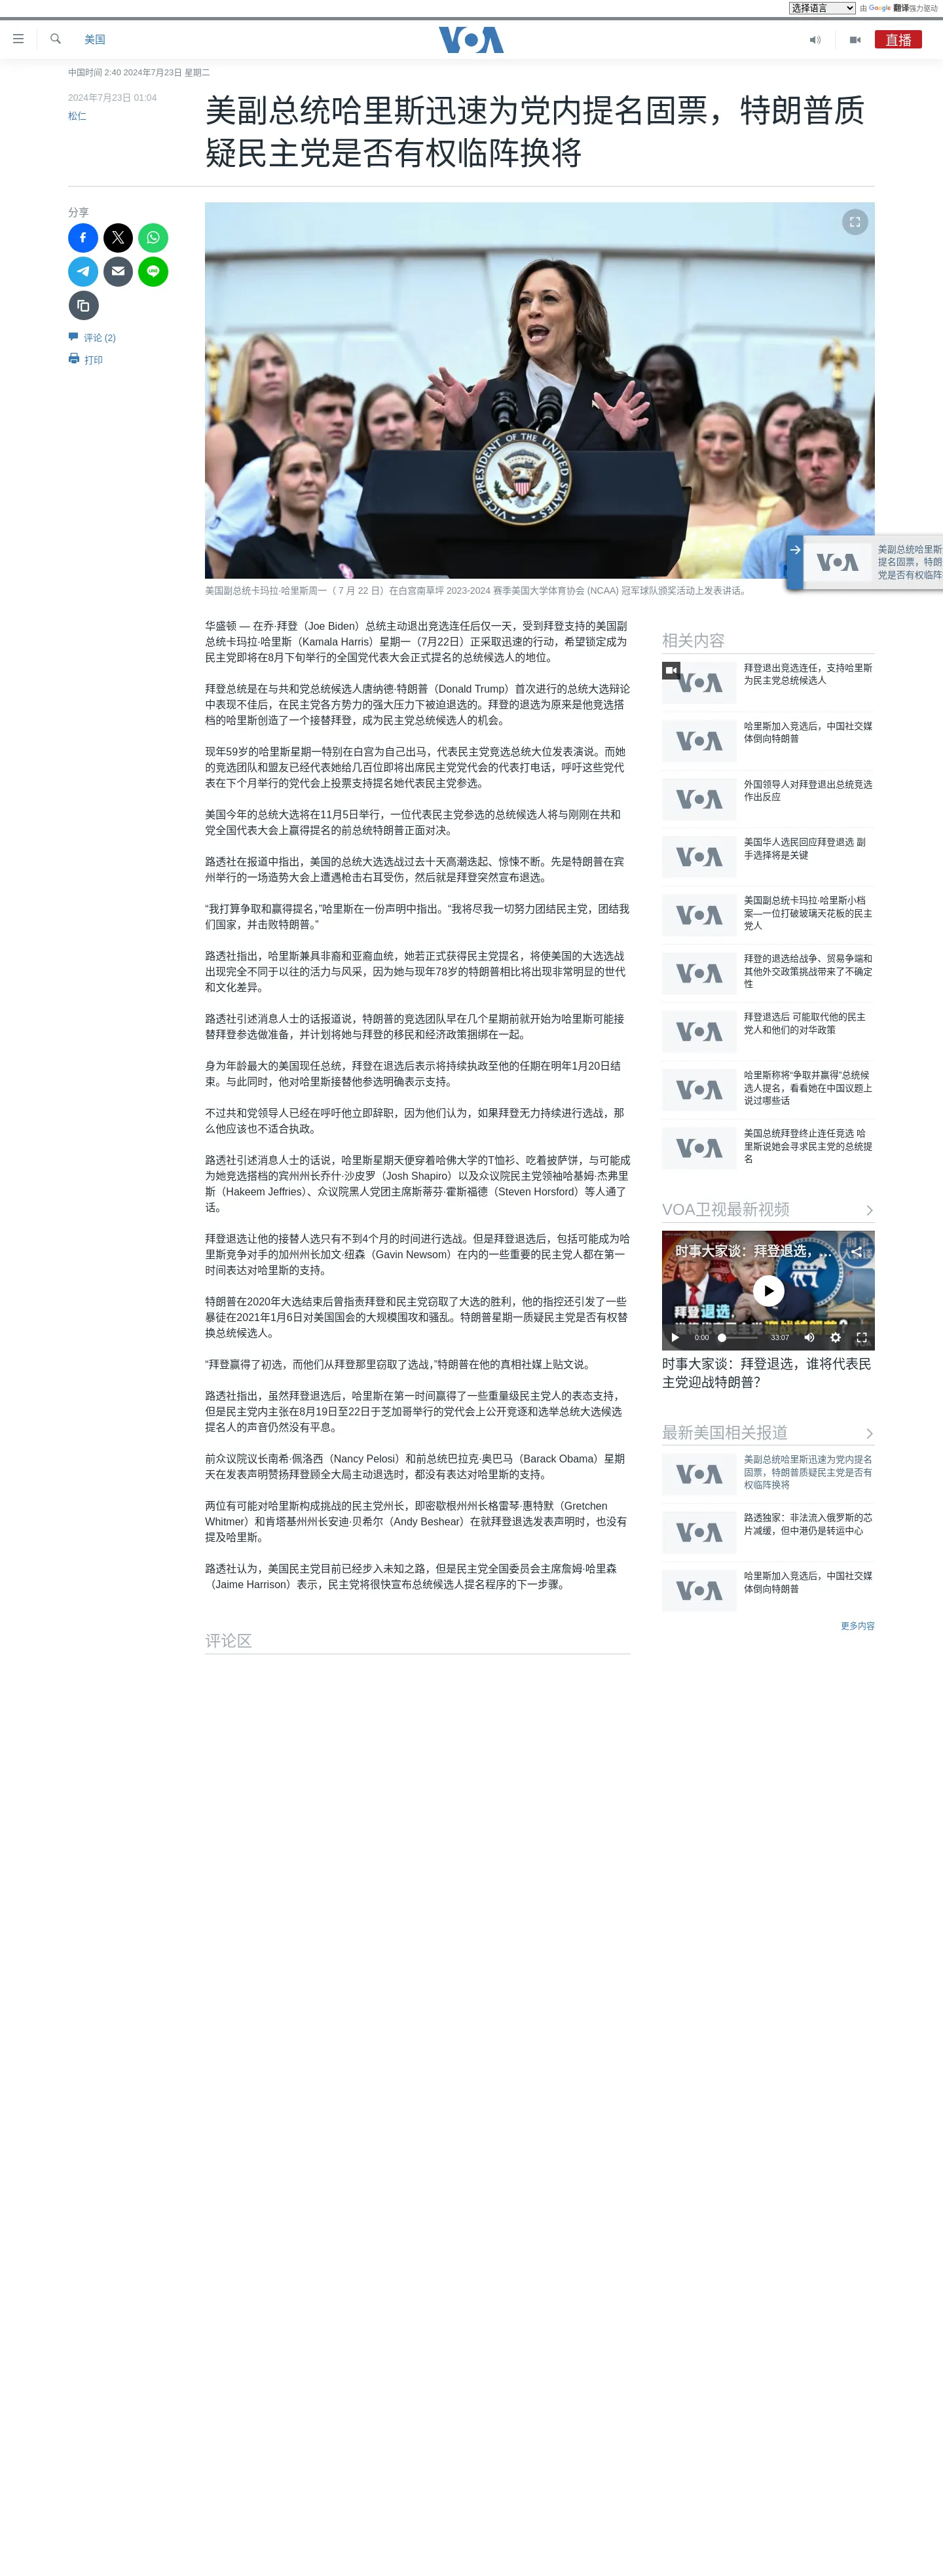 选择语言
由 Google 翻译强力驱动
美国
VOA
直播
中国时间 2:40 2024年7月23日 星期二
2024年7月23日 01:04
松仁
美副总统哈里斯迅速为党内提名固票，特朗普质
疑民主党是否有权临阵换将
分享
评论 (2)
打印
VICE PRESIDENT OF THE UNITED STATES
美国副总统卡玛拉·哈里斯周一（ 7 月 22 日）在白宫南草坪 2023-2024 赛季美国大学体育协会 (NCAA) 冠军球队颁奖活动上发表讲话。
VOA
美副总统哈里斯
提名固票，特朗
党是否有权临阵
华盛顿 — 在乔·拜登（Joe Biden）总统主动退出竞选连任后仅一天，受到拜登支持的美国副
总统卡玛拉·哈里斯（Kamala Harris）星期一（7月22日）正采取迅速的行动，希望锁定成为
民主党即将在8月下旬举行的全国党代表大会正式提名的总统候选人的地位。
拜登总统是在与共和党总统候选人唐纳德·特朗普（Donald Trump）首次进行的总统大选辩论
中表现不佳后，在民主党各方势力的强大压力下被迫退选的。拜登的退选为原来是他竞选搭
档的哈里斯创造了一个接替拜登，成为民主党总统候选人的机会。
现年59岁的哈里斯星期一特别在白宫为自己出马，代表民主党竞选总统大位发表演说。而她
的竞选团队和盟友已经代表她给几百位即将出席民主党党代会的代表打电话，呼吁这些党代
表在下个月举行的党代会上投票支持提名她代表民主党参选。
美国今年的总统大选将在11月5日举行，一位代表民主党参选的总统候选人将与刚刚在共和
党全国代表大会上赢得提名的前总统特朗普正面对决。
路透社在报道中指出，美国的总统大选选战过去十天高潮迭起、惊悚不断。先是特朗普在宾
州举行的一场造势大会上遭遇枪击右耳受伤，然后就是拜登突然宣布退选。
“我打算争取和赢得提名，”哈里斯在一份声明中指出。“我将尽我一切努力团结民主党，团结我
们国家，并击败特朗普。”
路透社指出，哈里斯兼具非裔和亚裔血统，她若正式获得民主党提名，将使美国的大选选战
出现完全不同于以往的活力与风采，因为她与现年78岁的特朗普相比将出现非常明显的世代
和文化差异。
路透社引述消息人士的话报道说，特朗普的竞选团队早在几个星期前就开始为哈里斯可能接
替拜登参选做准备，并计划将她与拜登的移民和经济政策捆绑在一起。
身为年龄最大的美国现任总统，拜登在退选后表示将持续执政至他的任期在明年1月20日结
束。与此同时，他对哈里斯接替他参选明确表示支持。
不过共和党领导人已经在呼吁他立即辞职，因为他们认为，如果拜登无力持续进行选战，那
么他应该也不适合执政。
路透社引述消息人士的话说，哈里斯星期天便穿着哈佛大学的T恤衫、吃着披萨饼，与可能成
为她竞选搭档的宾州州长乔什·沙皮罗（Josh Shapiro）以及众议院民主党领袖哈基姆·杰弗里
斯（Hakeem Jeffries）、众议院黑人党团主席斯蒂芬·霍斯福德（Steven Horsford）等人通了
话。
拜登退选让他的接替人选只有不到4个月的时间进行选战。但是拜登退选后，包括可能成为哈
里斯竞争对手的加州州长加文·纽森（Gavin Newsom）在内的一些重要的民主党人都在第一
时间表达对哈里斯的支持。
特朗普在2020年大选结束后曾指责拜登和民主党窃取了大选的胜利，他的指控还引发了一些
暴徒在2021年1月6日对美国国会的大规模围攻和骚乱。特朗普星期一质疑民主党是否有权替
换总统候选人。
“拜登赢得了初选，而他们从拜登那里窃取了选战，”特朗普在他的真相社媒上贴文说。
路透社指出，虽然拜登退选后，哈里斯在第一时间赢得了一些重量级民主党人的表态支持，
但是民主党内主张在8月19日至22日于芝加哥举行的党代会上公开竞逐和选举总统大选候选
提名人的声音仍然没有平息。
前众议院议长南希·佩洛西（Nancy Pelosi）和前总统巴拉克·奥巴马（Barack Obama）星期
天在发表声明赞扬拜登顾全大局主动退选时，都没有表达对哈里斯的支持。
两位有可能对哈里斯构成挑战的民主党州长，即密歇根州州长格雷琴·惠特默（Gretchen
Whitmer）和肯塔基州州长安迪·贝希尔（Andy Beshear）在就拜登退选发表声明时，也没有
提及哈里斯。
路透社认为，美国民主党目前已经步入未知之路，但是民主党全国委员会主席詹姆·哈里森
（Jaime Harrison）表示，民主党将很快宣布总统候选人提名程序的下一步骤。
评论区
相关内容
VOA
拜登退出竞选连任，支持哈里斯
为民主党总统候选人
VOA
哈里斯加入竞选后，中国社交媒
体倒向特朗普
VOA
外国领导人对拜登退出总统竞选
作出反应
VOA
美国华人选民回应拜登退选 副
手选择将是关键
VOA
美国副总统卡玛拉·哈里斯小档
案—一位打破玻璃天花板的民主
党人
VOA
拜登的退选给战争、贸易争端和
其他外交政策挑战带来了不确定
性
VOA
拜登退选后 可能取代他的民主
党人和他们的对华政策
VOA
哈里斯称将“争取并赢得”总统候
选人提名，看看她在中国议题上
说过哪些话
VOA
美国总统拜登终止连任竞选 哈
里斯说她会寻求民主党的总统提
名
VOA卫视最新视频
时事大家谈：拜登退选，...
拜登退选，
0:00
33:07
时事大家谈：拜登退选，谁将代表民
主党迎战特朗普？
最新美国相关报道
VOA
美副总统哈里斯迅速为党内提名
固票，特朗普质疑民主党是否有
权临阵换将
VOA
路透独家：非法流入俄罗斯的芯
片减缓，但中港仍是转运中心
VOA
哈里斯加入竞选后，中国社交媒
体倒向特朗普
更多内容